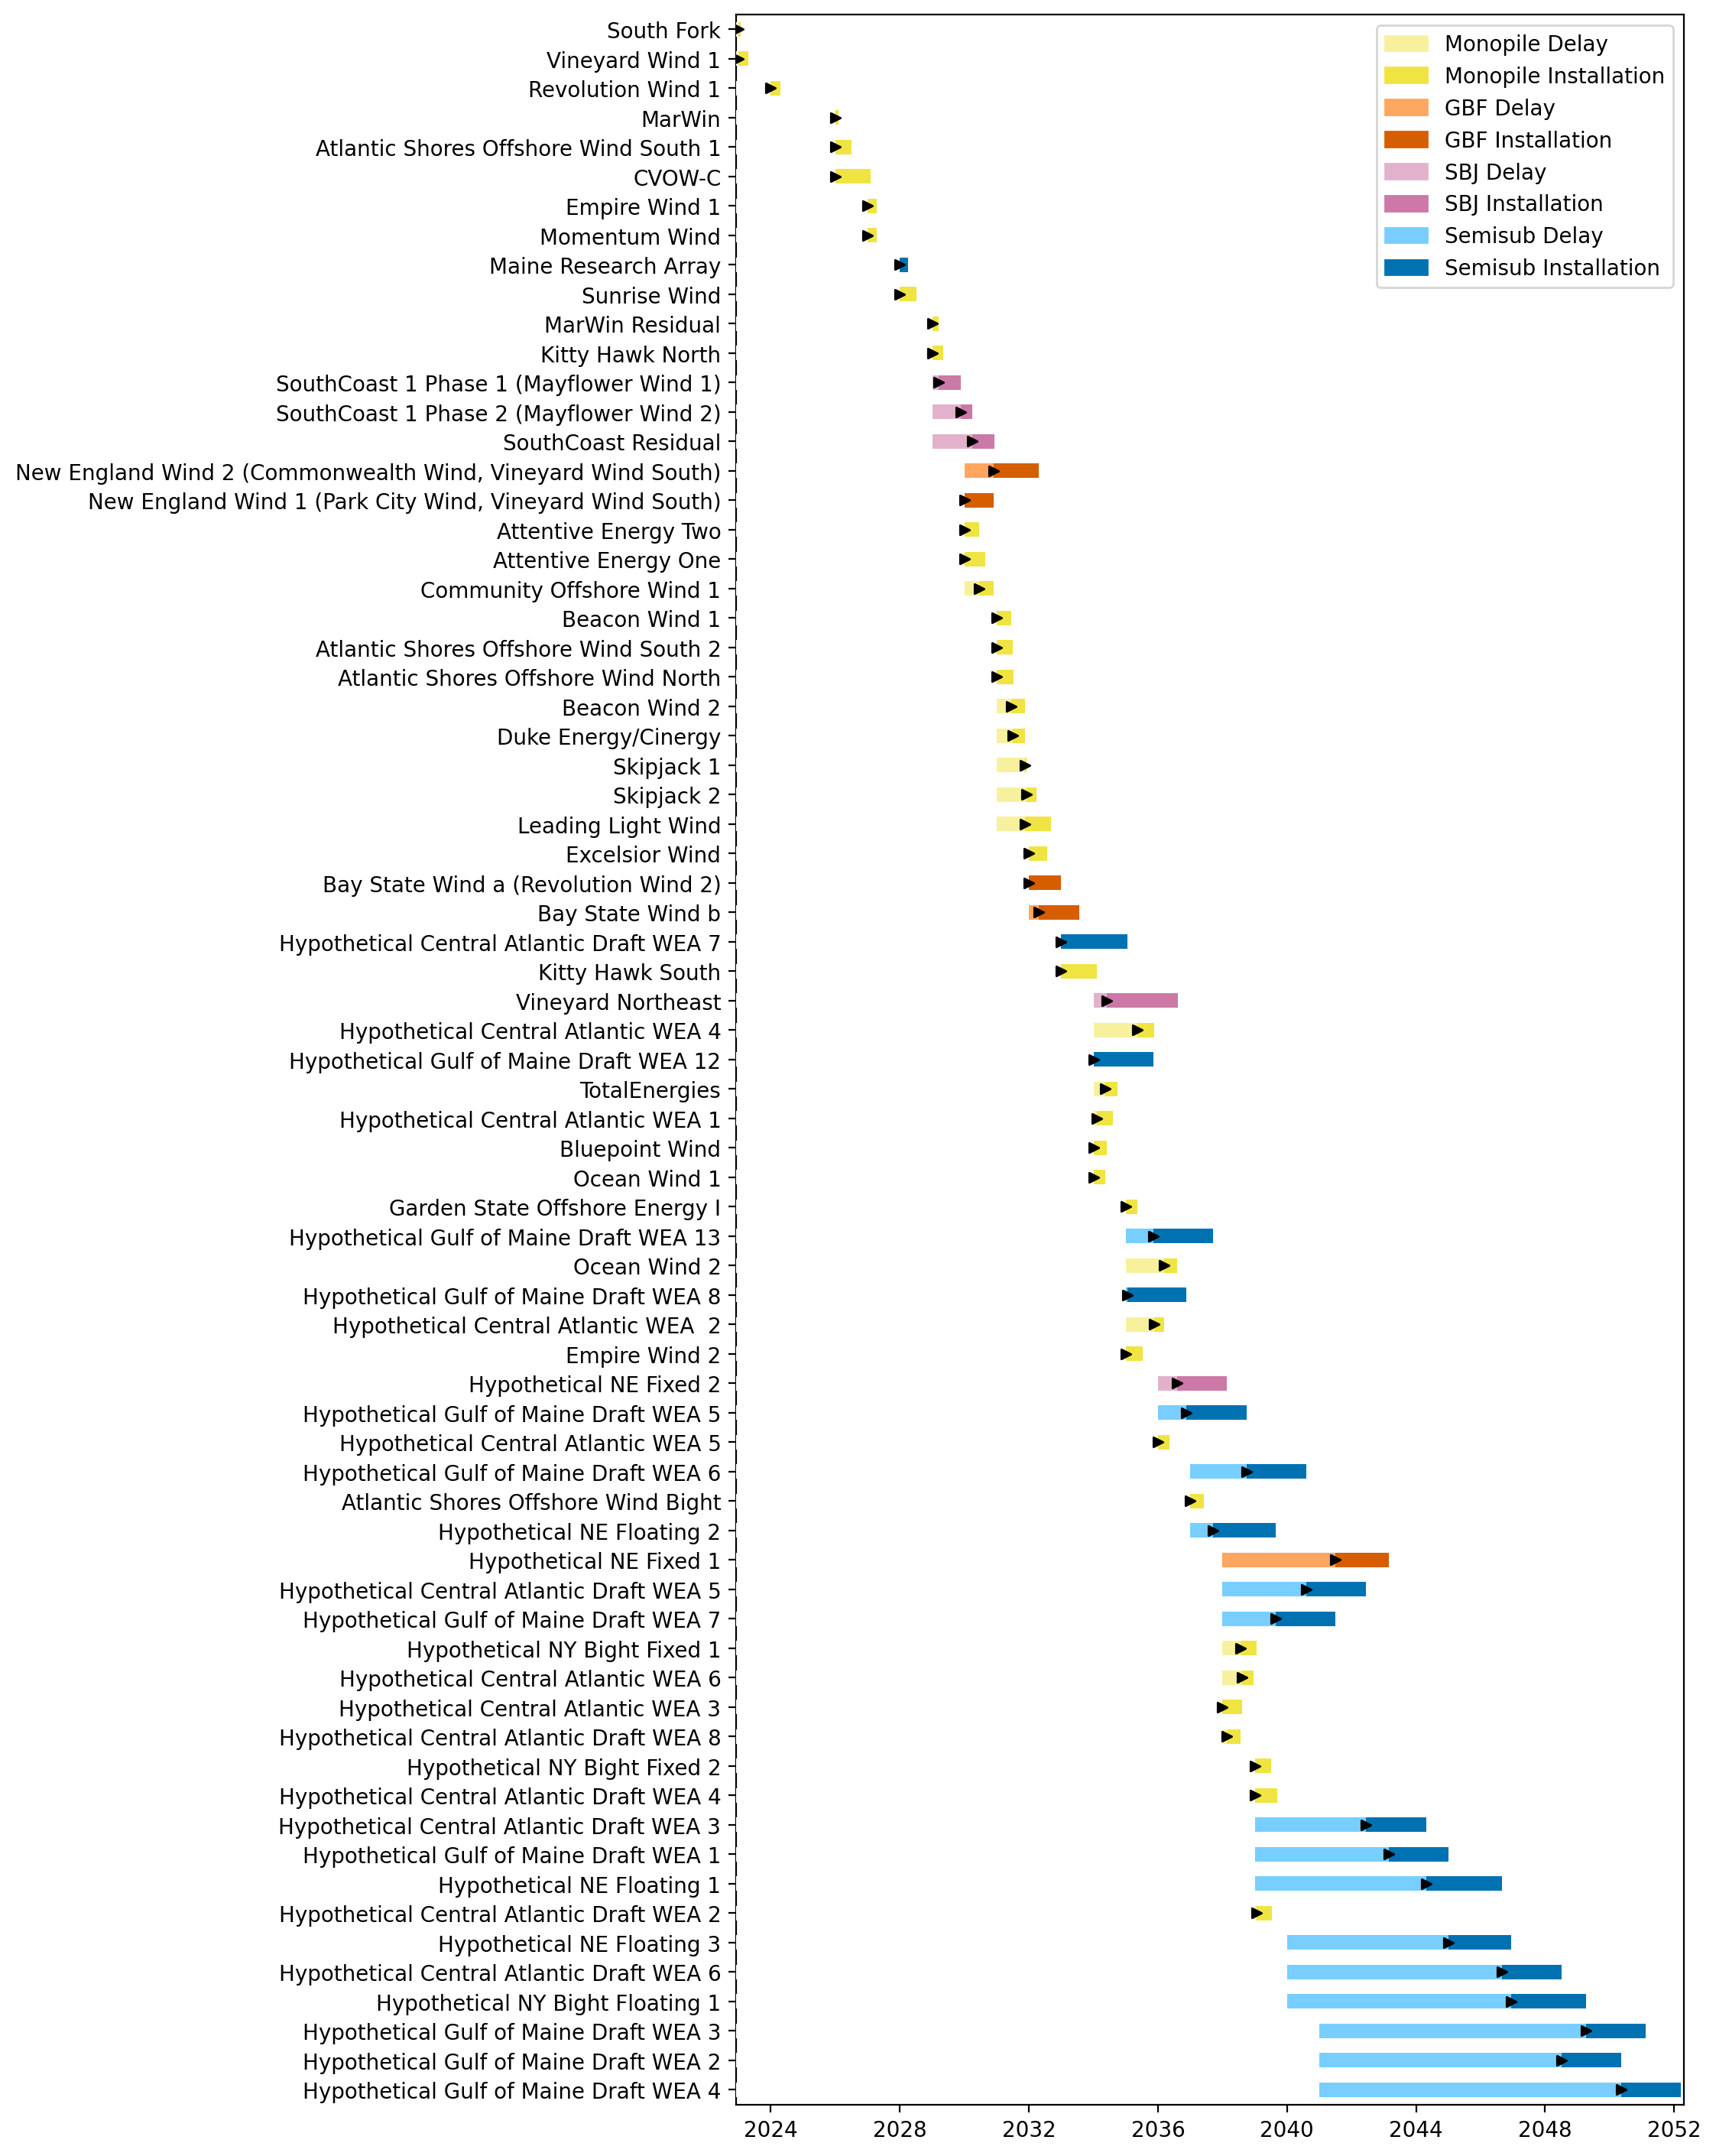 South Fork
Vineyard Wind 1
Revolution Wind 1
MarWin
Atlantic Shores Offshore Wind South 1
CVOW-C
Empire Wind 1
Momentum Wind
Maine Research Array
Sunrise Wind
MarWin Residual
Kitty Hawk North
SouthCoast 1 Phase 1 (Mayflower Wind 1)
SouthCoast 1 Phase 2 (Mayflower Wind 2)
SouthCoast Residual
New England Wind 2 (Commonwealth Wind, Vineyard Wind South)
New England Wind 1 (Park City Wind, Vineyard Wind South)
Attentive Energy Two
Attentive Energy One
Community Offshore Wind 1
Beacon Wind 1
Atlantic Shores Offshore Wind South 2
Atlantic Shores Offshore Wind North
Beacon Wind 2
Duke Energy/Cinergy
Skipjack 1
Skipjack 2
Leading Light Wind
Excelsior Wind
Bay State Wind a (Revolution Wind 2)
Bay State Wind b
Hypothetical Central Atlantic Draft WEA 7
Kitty Hawk South
Vineyard Northeast
Hypothetical Central Atlantic WEA 4
Hypothetical Gulf of Maine Draft WEA 12
TotalEnergies
Hypothetical Central Atlantic WEA 1
Bluepoint Wind
Ocean Wind 1
Garden State Offshore Energy I
Hypothetical Gulf of Maine Draft WEA 13
Ocean Wind 2
Hypothetical Gulf of Maine Draft WEA 8
Hypothetical Central Atlantic WEA  2
Empire Wind 2
Hypothetical NE Fixed 2
Hypothetical Gulf of Maine Draft WEA 5
Hypothetical Central Atlantic WEA 5
Hypothetical Gulf of Maine Draft WEA 6
Atlantic Shores Offshore Wind Bight
Hypothetical NE Floating 2
Hypothetical NE Fixed 1
Hypothetical Central Atlantic Draft WEA 5
Hypothetical Gulf of Maine Draft WEA 7
Hypothetical NY Bight Fixed 1
Hypothetical Central Atlantic WEA 6
Hypothetical Central Atlantic WEA 3
Hypothetical Central Atlantic Draft WEA 8
Hypothetical NY Bight Fixed 2
Hypothetical Central Atlantic Draft WEA 4
Hypothetical Central Atlantic Draft WEA 3
Hypothetical Gulf of Maine Draft WEA 1
Hypothetical NE Floating 1
Hypothetical Central Atlantic Draft WEA 2
Hypothetical NE Floating 3
Hypothetical Central Atlantic Draft WEA 6
Hypothetical NY Bight Floating 1
Hypothetical Gulf of Maine Draft WEA 3
Hypothetical Gulf of Maine Draft WEA 2
Hypothetical Gulf of Maine Draft WEA 4
Monopile Delay
Monopile Installation
GBF Delay
GBF Installation
SBJ Delay
SBJ Installation
Semisub Delay
Semisub Installation
2024 2028 2032 2036 2040 2044 2048 2052